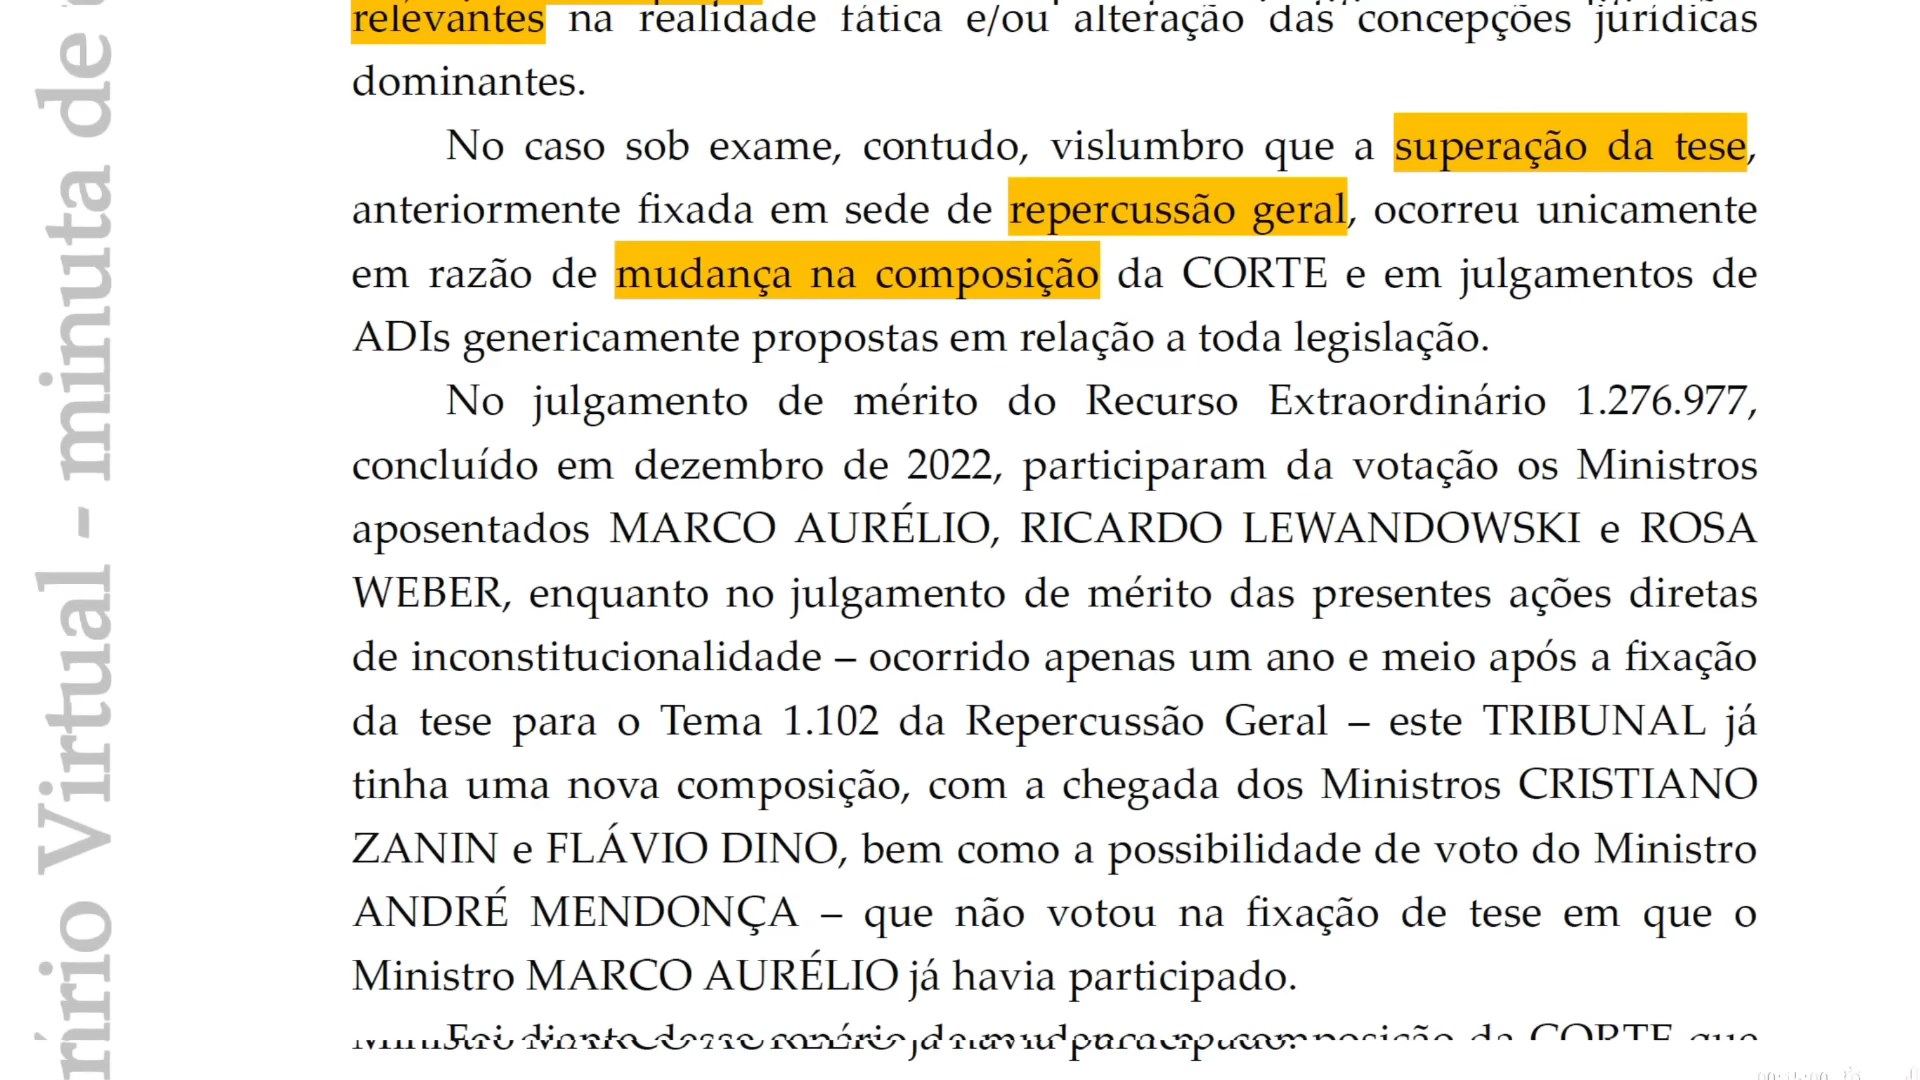 relevantes na realidade fática e/ou alteração das concepções jurídicas
dominantes.
No caso sob exame, contudo, vislumbro que a superação da tese,
anteriormente fixada em sede de repercussão geral, ocorreu unicamente
em razão de mudança na composição da CORTE e em julgamentos de
ADIs genericamente propostas em relação a toda legislação.
No julgamento de mérito do Recurso Extraordinário 1.276.977,
concluído em dezembro de 2022, participaram da votação os Ministros
aposentados MARCO AURÉLIO, RICARDO LEWANDOWSKI e ROSA
WEBER, enquanto no julgamento de mérito das presentes ações diretas
de inconstitucionalidade – ocorrido apenas um ano e meio após a fixação
da tese para o Tema 1.102 da Repercussão Geral – este TRIBUNAL já
tinha uma nova composição, com a chegada dos Ministros CRISTIANO
ZANIN e FLÁVIO DINO, bem como a possibilidade de voto do Ministro
ANDRÉ MENDONÇA – que não votou na fixação de tese em que o
Ministro MARCO AURÉLIO já havia participado.
Virtual - minuta de